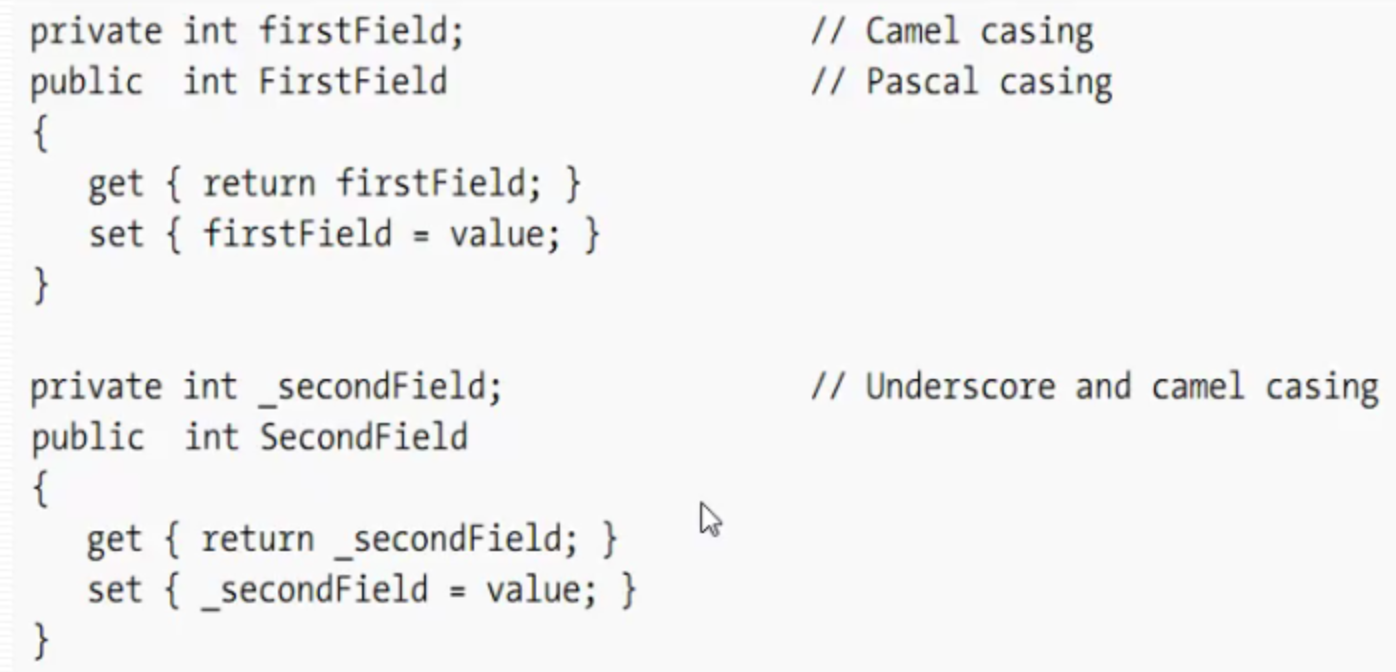 private int firstField; // Camel casing
public  int FirstField // Pascal casing
{
get { return firstField; }
set { firstField = value; }
}
private int _secondField; // Underscore and camel casing
public  int SecondField
{
get { return _secondField; }
set { _secondField = value; }
}